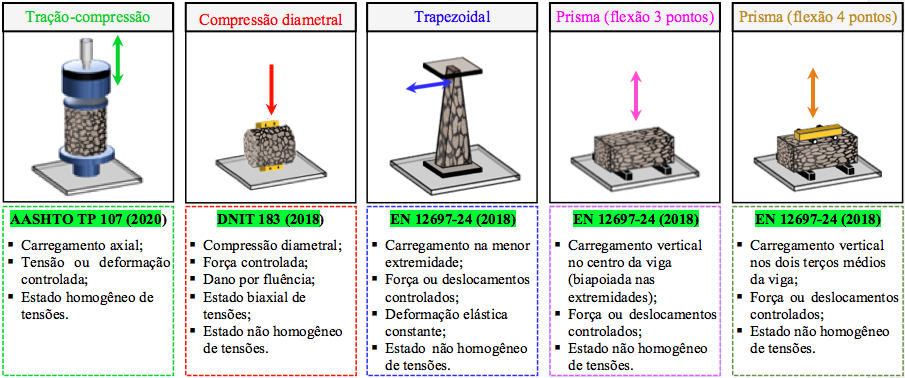 Tração-compressão
Compressão diametral
Trapezoidal
Prisma (flexão 3 pontos)
Prisma (flexão 4 pontos)
AASHTO TP 107 (2020)
▪ Carregamento axial;
▪ Tensão ou deformação
controlada;
▪ Estado homogêneo de
tensões.
DNIT 183 (2018)
▪ Compressão diametral;
▪ Força controlada;
▪ Dano por fluência;
▪ Estado biaxial de
tensões;
▪ Estado não homogêneo
de tensões.
EN 12697-24 (2018)
▪ Carregamento na menor
extremidade;
▪ Força ou deslocamentos
controlados;
▪ Deformação elástica
constante;
▪ Estado não homogêneo
de tensões.
EN 12697-24 (2018)
▪ Carregamento vertical
no centro da viga
(biapoiada nas
extremidades);
▪ Força ou deslocamentos
controlados;
▪ Estado não homogêneo
de tensões.
EN 12697-24 (2018)
▪ Carregamento vertical
nos dois terços médios
da viga;
▪ Força ou deslocamentos
controlados;
▪ Estado não homogêneo
de tensões.